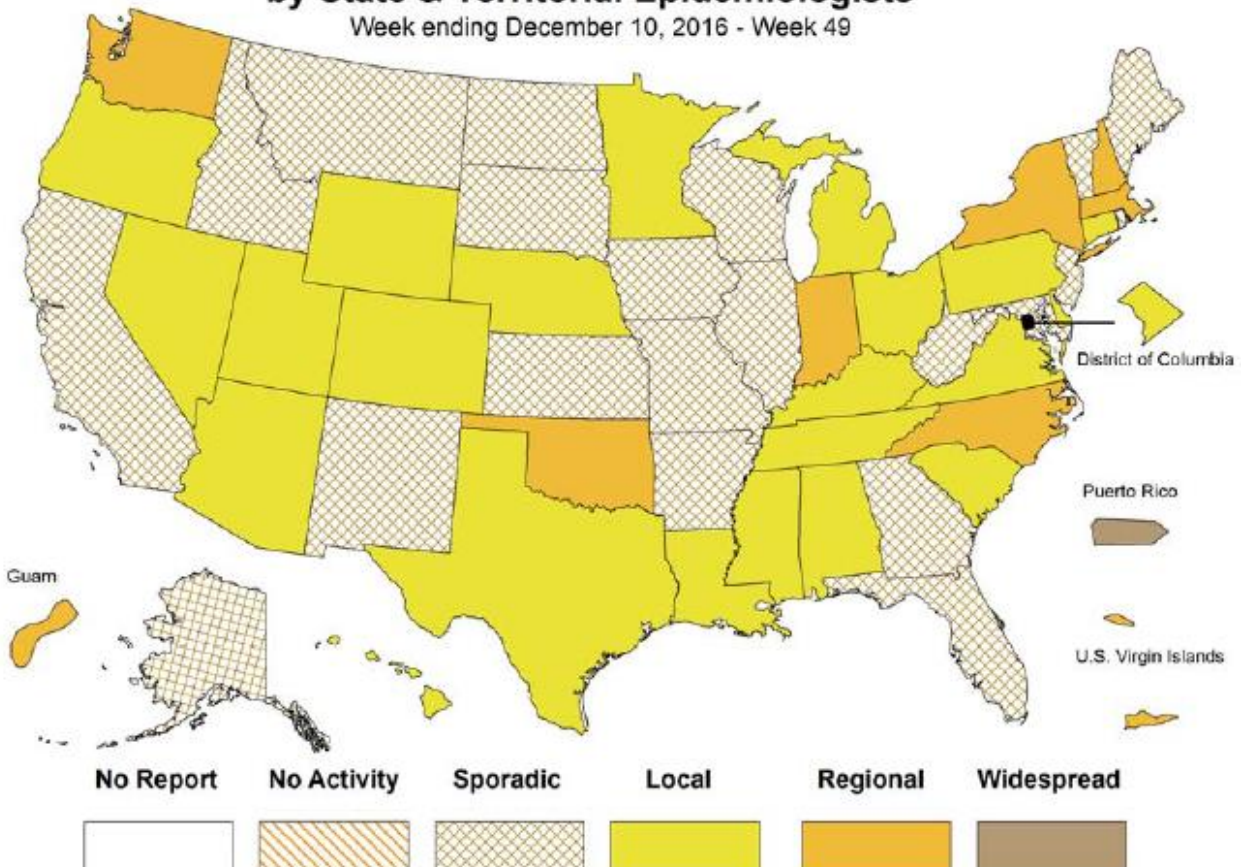 by State & Territorial Epidemiologists
Week ending December 10, 2016 - Week 49
District of Columbia
Puerto Rico
Guam
U.S. Virgin Islands
No Report No Activity Sporadic Local Regional Widespread